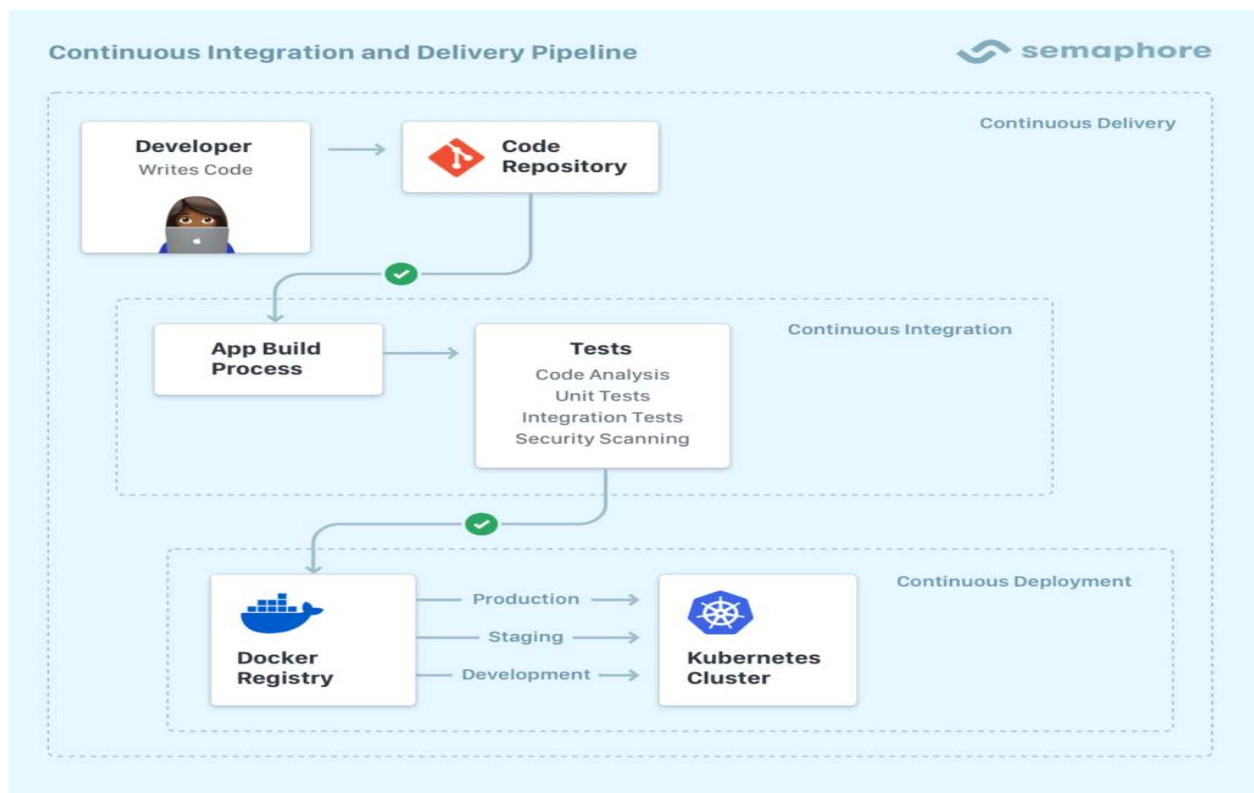 Continuous Integration and Delivery Pipeline
semaphore
Continuous Delivery
Developer
Writes Code
Code
Repository
Continuous Integration
App Build
Process
Tests
Code Analysis
Unit Tests
Integration Tests
Security Scanning
Continuous Deployment
Docker
Registry
Production
Staging
Development
Kubernetes
Cluster